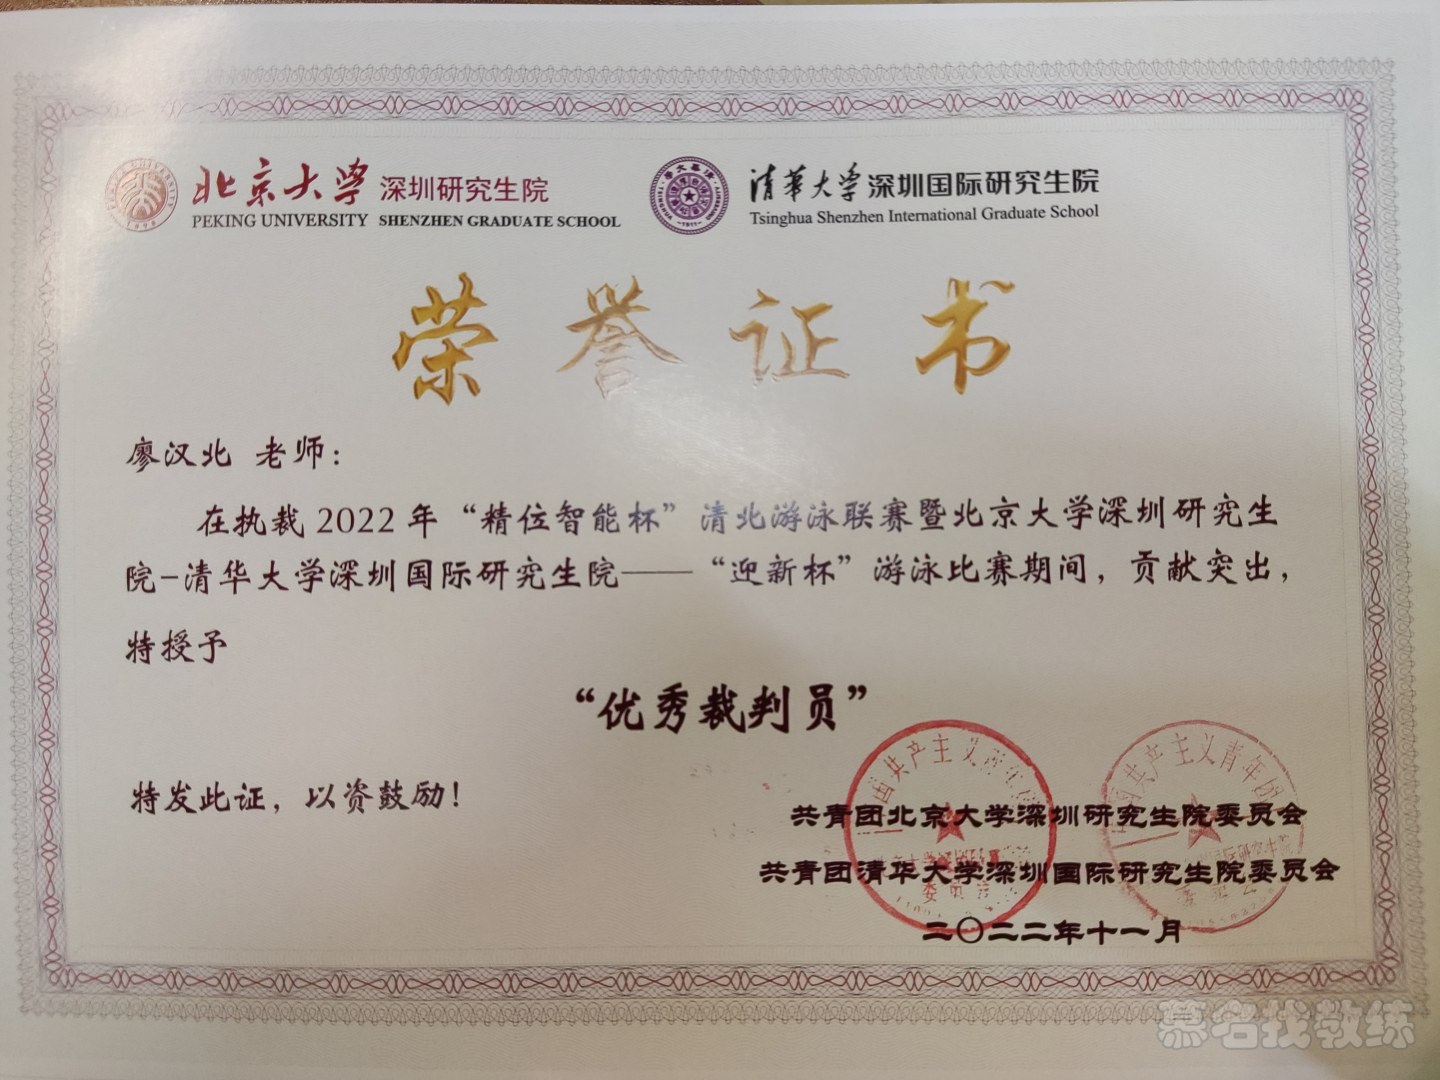 北京大学 深圳研究生院
PEKING UNIVERSITY SHENZHEN GRADUATE SCHOOL
清华大学深圳国际研究生院
Tsinghua Shenzhen International Graduate School
荣誉证书
廖汉北 老师：
在执裁 2022 年“精位智能杯”清北游泳联赛暨北京大学深圳研究生
院-清华大学深圳国际研究生院——“迎新杯”游泳比赛期间，贡献突出，
特授予
“优秀裁判员”
特发此证，以资鼓励！
共青团北京大学深圳研究生院委员会
共青团清华大学深圳国际研究生院委员会
二〇二二年十一月
慕名找教练